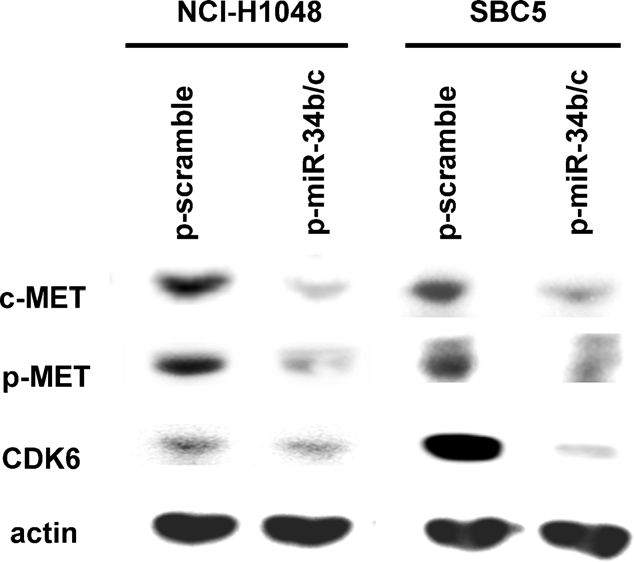 NCI-H1048 SBC5
p-scramble p-miR-34b/c p-scramble p-miR-34b/c
c-MET
p-MET
CDK6
actin